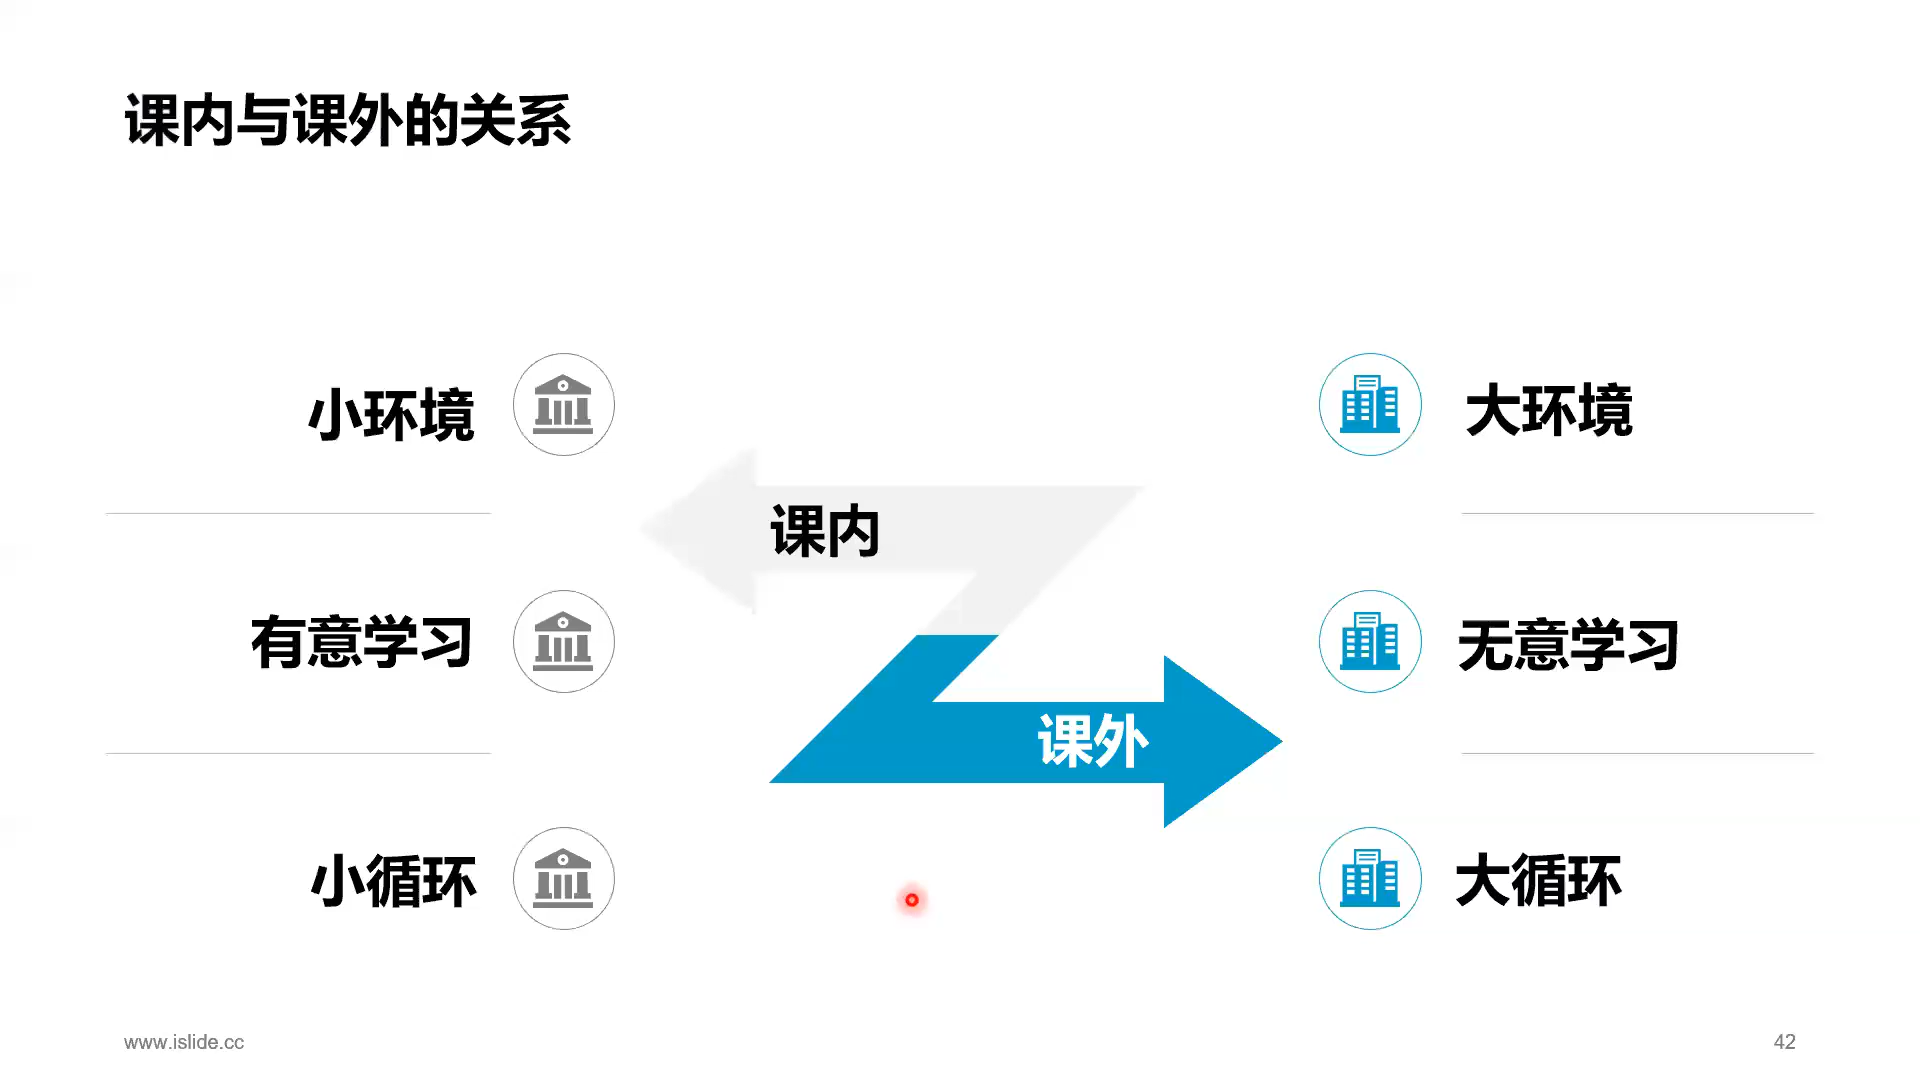 课内与课外的关系
小环境
大环境
课内
有意学习
无意学习
课外
小循环
大循环
www.islide.cc
42